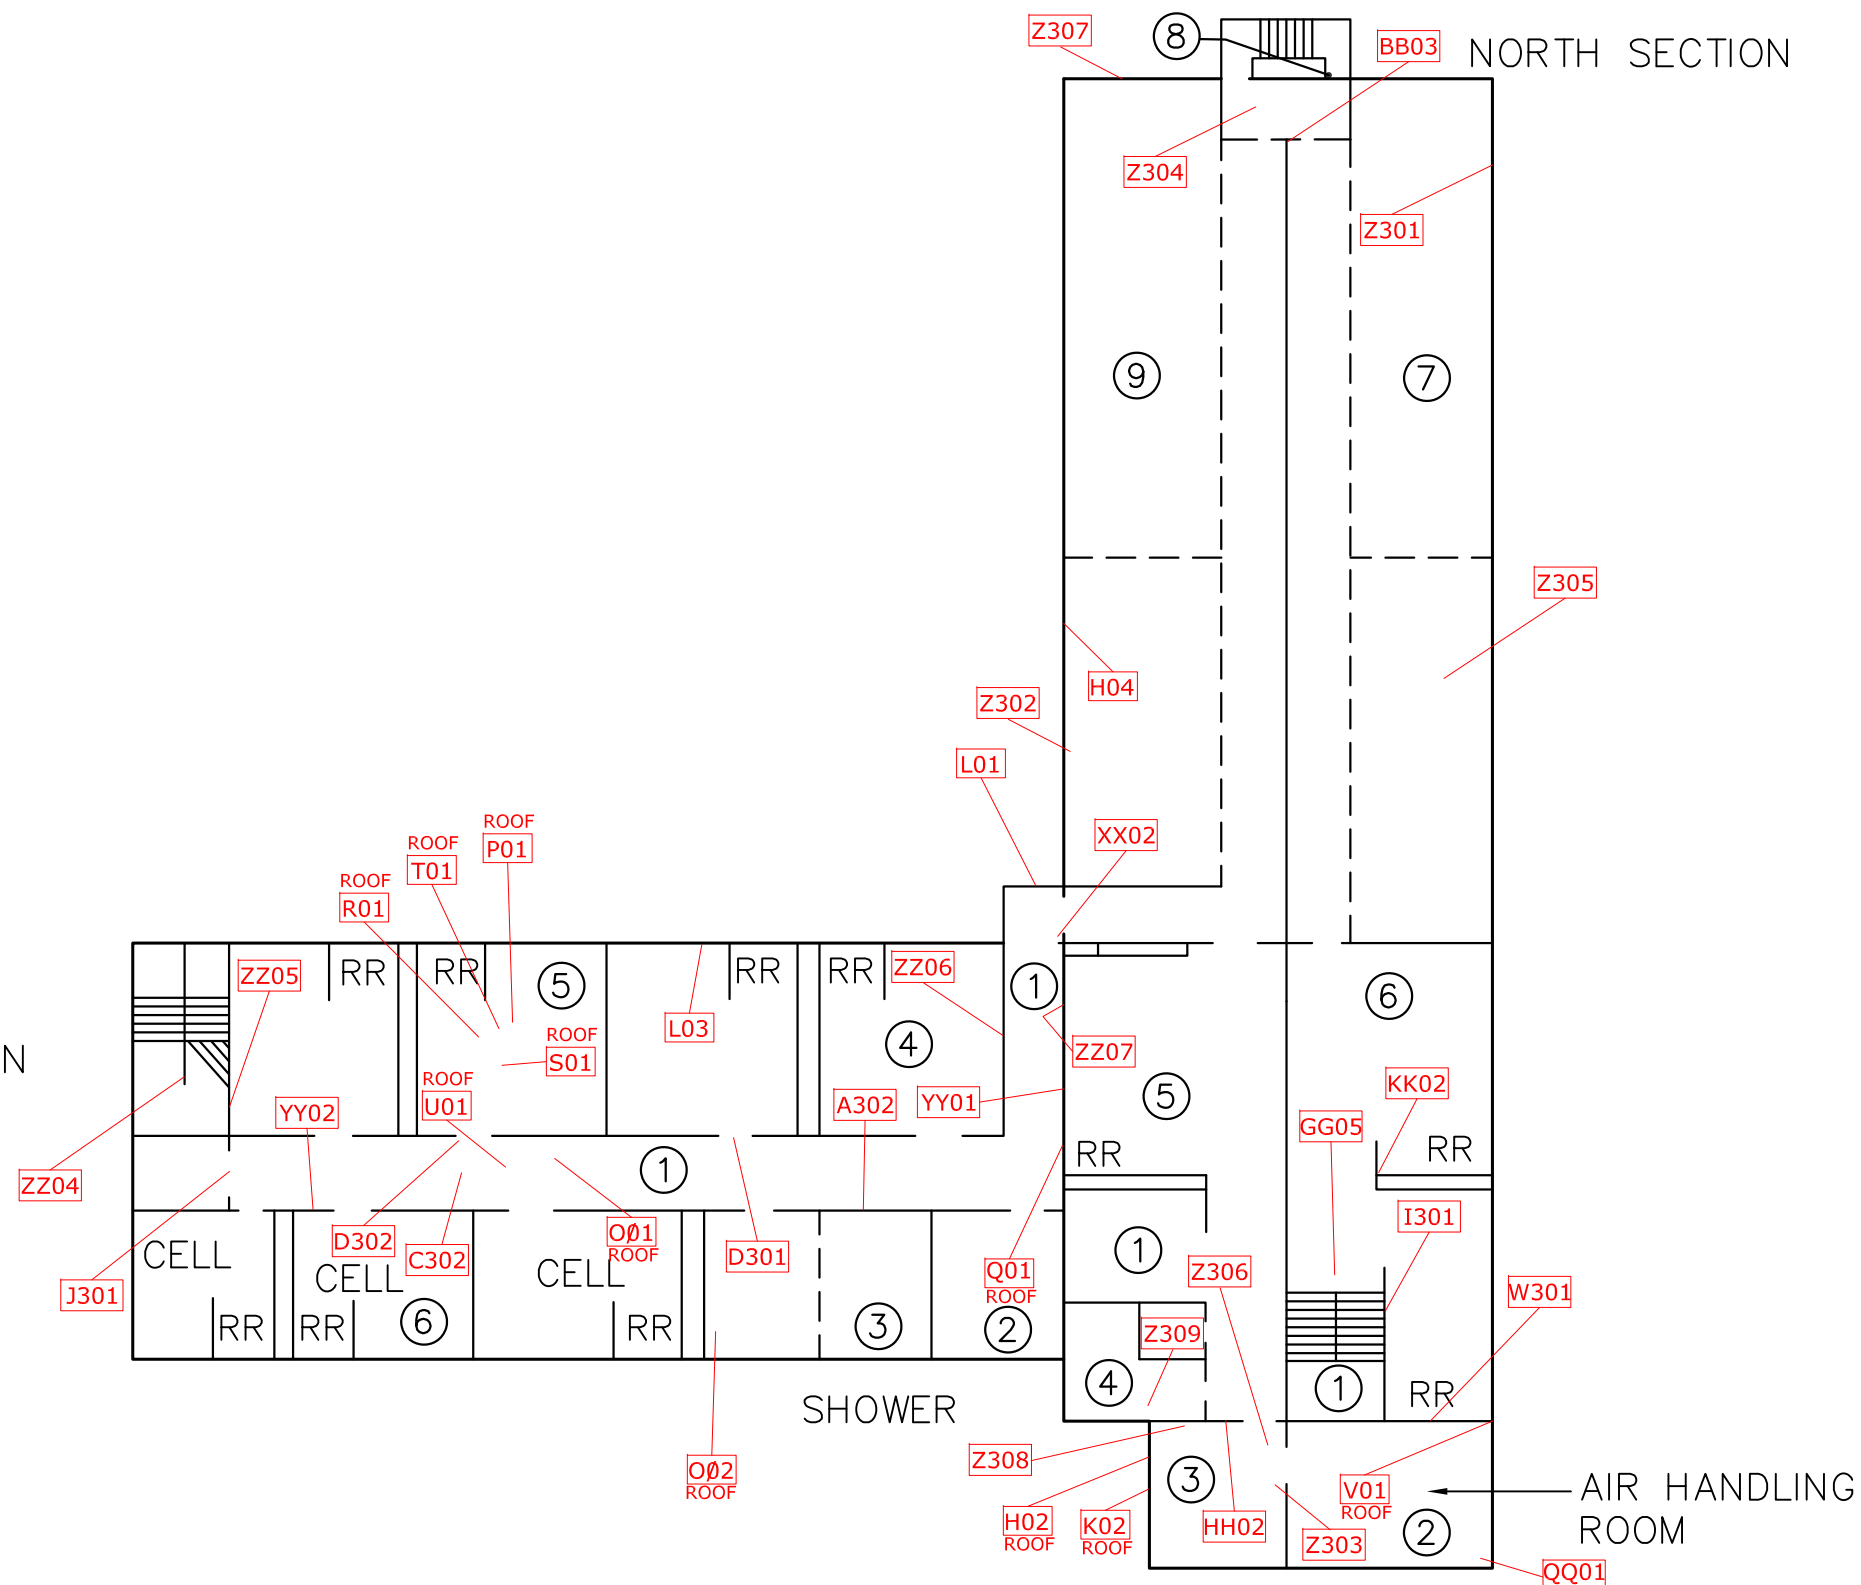 Z307
8
BB03
NORTH SECTION
Z304
Z301
9
7
Z305
H04
Z302
L01
XX02
ROOF
P01
ROOF
T01
ROOF
R01
ZZ05
RR
RR
5
RR
RR
ZZ06
1
6
L03
4
ZZ07
N
ROOF
S01
ROOF
U01
YY02
A302
YY01
5
KK02
GG05
RR
RR
ZZ04
1
D302
C302
O01
ROOF
D301
I301
CELL
CELL
CELL
J301
Q01
ROOF
1
Z306
W301
RR
RR
6
RR
3
2
Z309
4
1
RR
SHOWER
O02
ROOF
Z308
3
V01
ROOF
AIR HANDLING
ROOM
H02
ROOF
K02
ROOF
HH02
Z303
2
QQ01